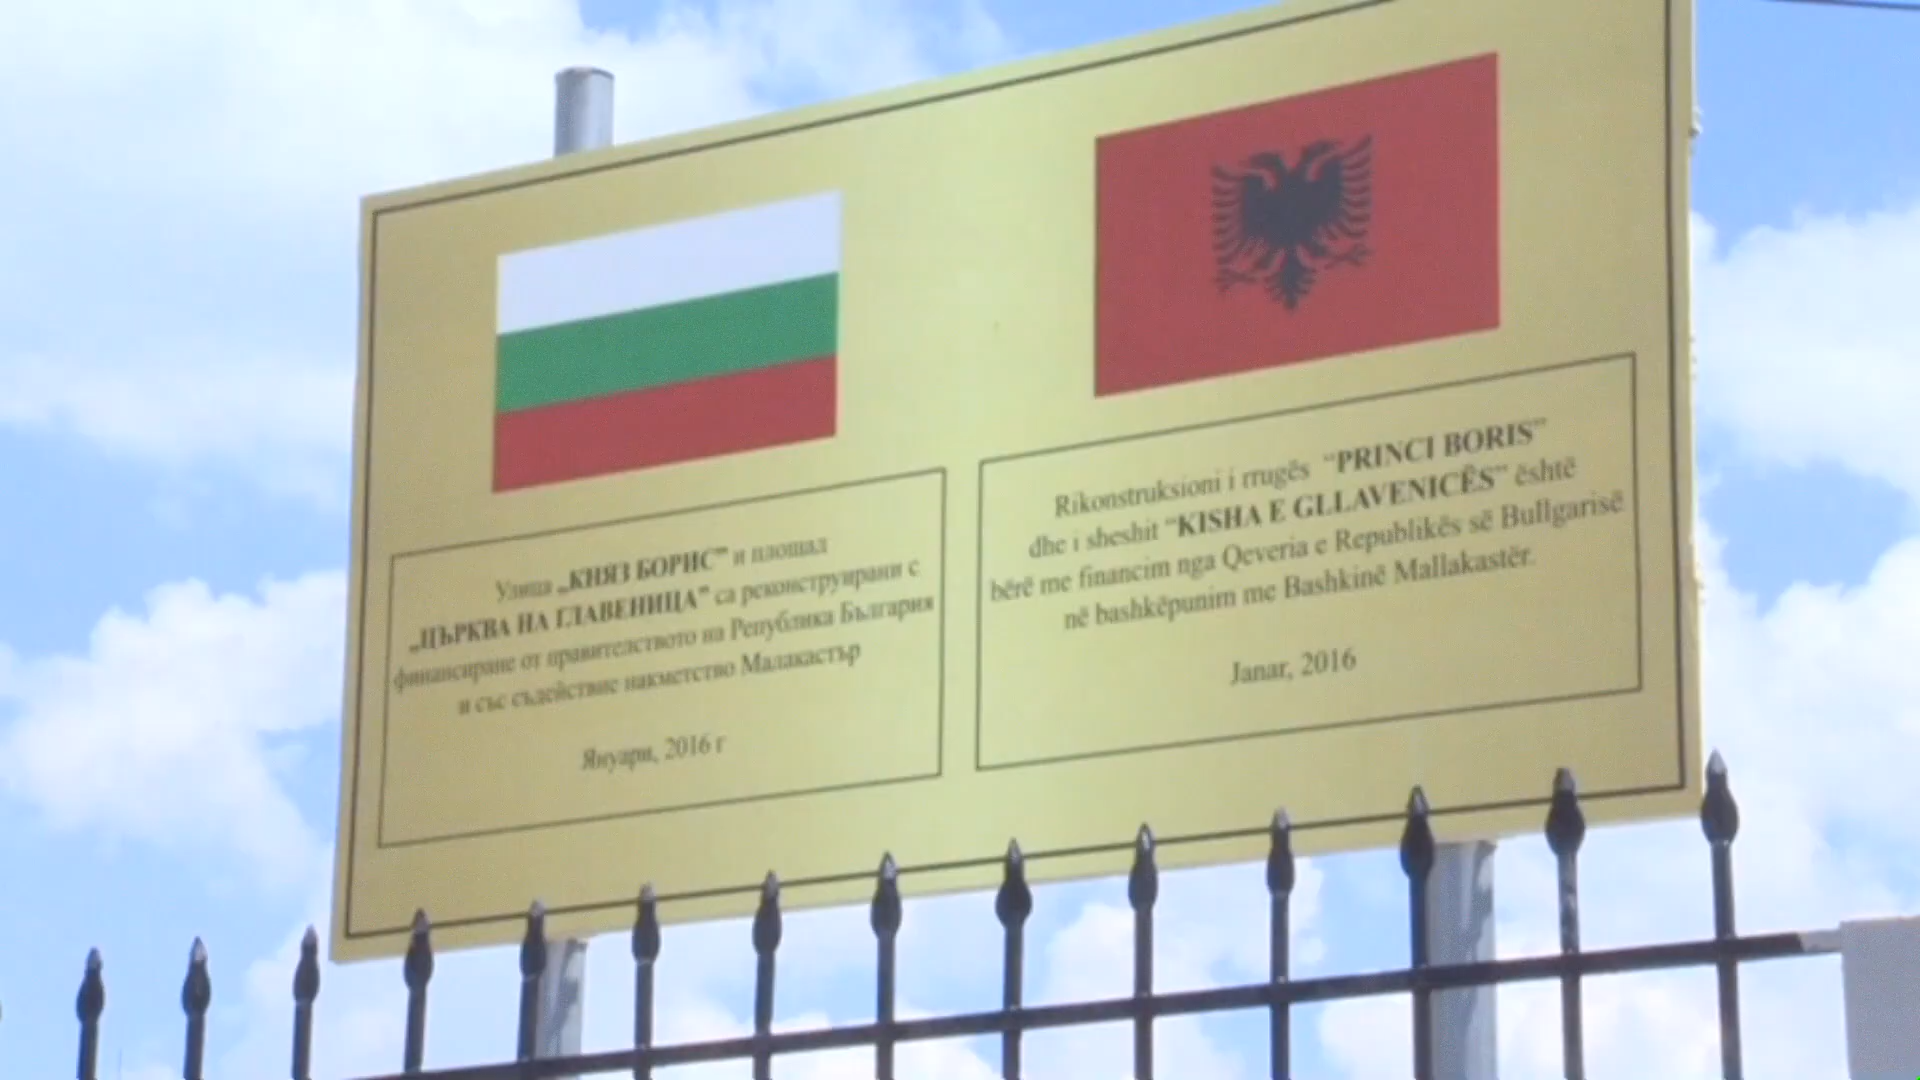 Улица „КНЯЗ БОРИС” и площад
„ЦЪРКВА НА ГЛАВЕНИЦА” са реконструирани с
финансиране от правителството на Република България
и със съдействие накметство Малакастър
Януари, 2016 г
Rikonstruksioni i rrugës “PRINCI BORIS”
dhe i sheshit “KISHA E GLLAVENICËS” është
bërë me financim nga Qeveria e Republikës së Bullgarisë
në bashkëpunim me Bashkinë Mallakastër.
Janar, 2016